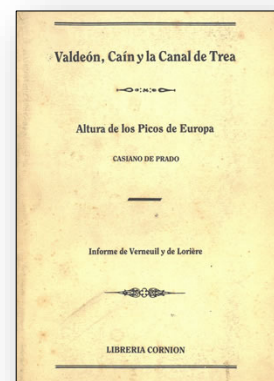 Valdeón, Caín y la Canal de Trea
Altura de los Picos de Europa
CASIANO DE PRADO
Informe de Verneuil y de Lorière
LIBRERIA CORNION